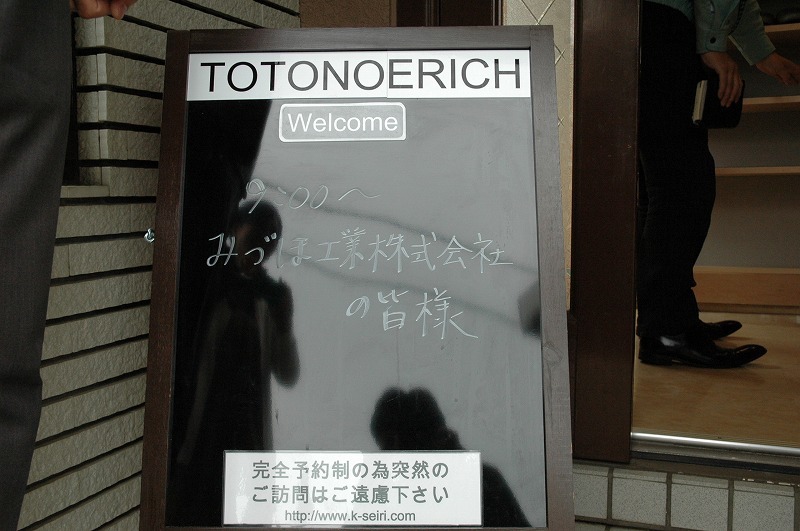 TOTONOERICH
Welcome
9:00〜
みづほ工業株式会社
の皆様
完全予約制の為突然の
ご訪問はご遠慮下さい
http://www.k-seiri.com